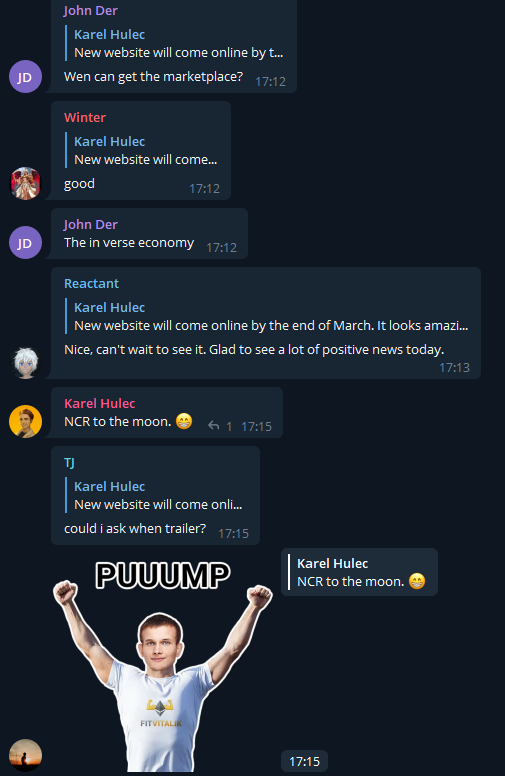 John Der
Karel Hulec
New website will come online by t...
Wen can get the marketplace?
17:12
JD
Winter
Karel Hulec
New website will come...
good
17:12
John Der
The in verse economy
17:12
JD
Reactant
Karel Hulec
New website will come online by the end of March. It looks amazi...
Nice, can't wait to see it. Glad to see a lot of positive news today.
17:13
Karel Hulec
NCR to the moon. 😁
1 17:15
TJ
Karel Hulec
New website will come onli...
could i ask when trailer?
17:15
PUUUMP
Karel Hulec
NCR to the moon. 😁
FITVITALIK
17:15